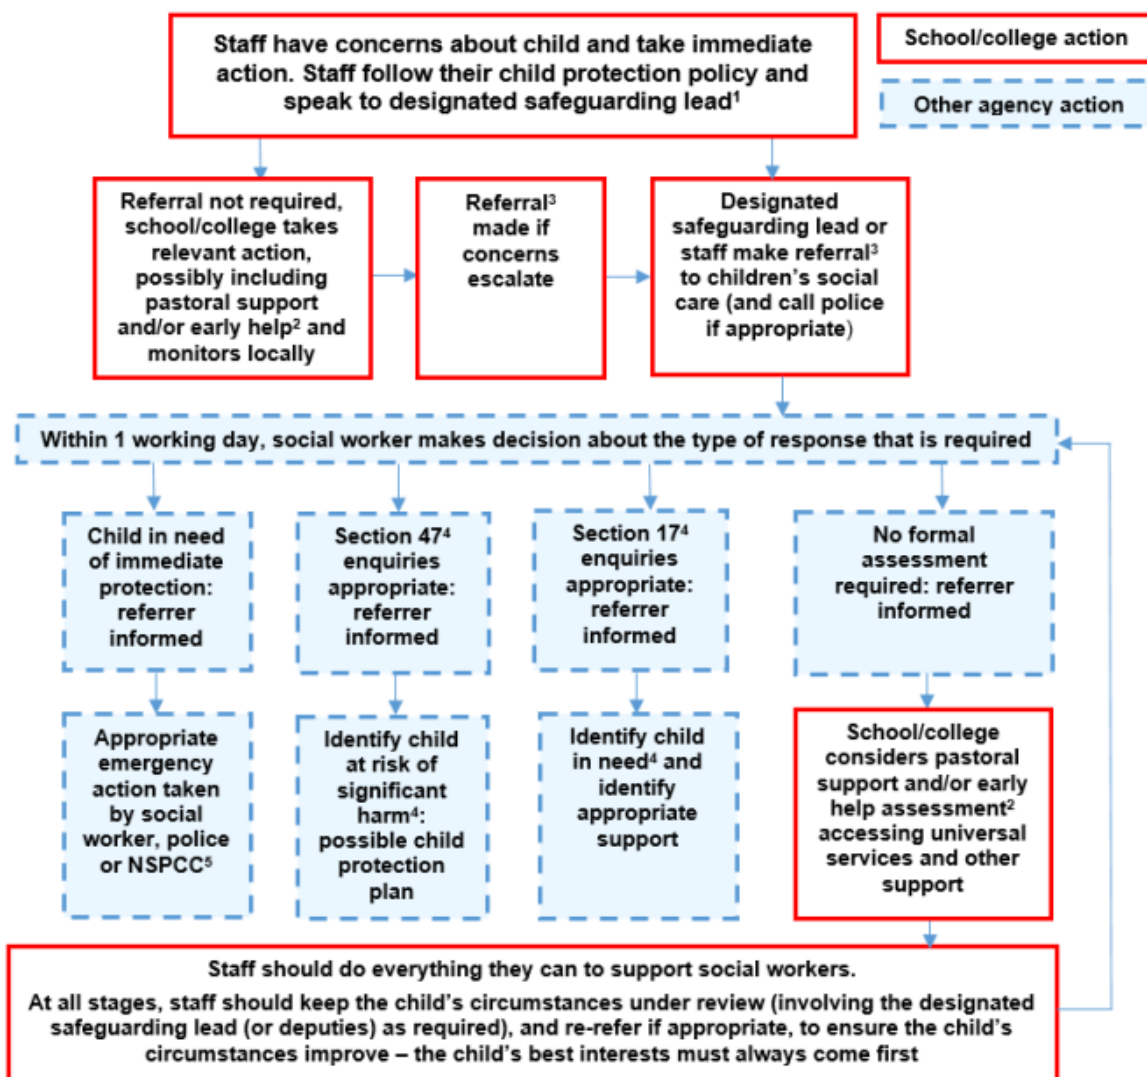 Staff have concerns about child and take immediate
action. Staff follow their child protection policy and
speak to designated safeguarding lead¹
School/college action
Other agency action
Referral not required,
school/college takes
relevant action,
possibly including
pastoral support
and/or early help² and
monitors locally
Referral³
made if
concerns
escalate
Designated
safeguarding lead or
staff make referral³
to children’s social
care (and call police
if appropriate)
Within 1 working day, social worker makes decision about the type of response that is required
Child in need
of immediate
protection:
referrer
informed
Section 47⁴
enquiries
appropriate:
referrer
informed
Section 17⁴
enquiries
appropriate:
referrer
informed
No formal
assessment
required: referrer
informed
Appropriate
emergency
action taken
by social
worker, police
or NSPCC⁵
Identify child
at risk of
significant
harm⁴:
possible child
protection
plan
Identify child
in need⁴ and
identify
appropriate
support
School/college
considers pastoral
support and/or early
help assessment²
accessing universal
services and other
support
Staff should do everything they can to support social workers.
At all stages, staff should keep the child’s circumstances under review (involving the designated
safeguarding lead (or deputies) as required), and re-refer if appropriate, to ensure the child’s
circumstances improve – the child’s best interests must always come first